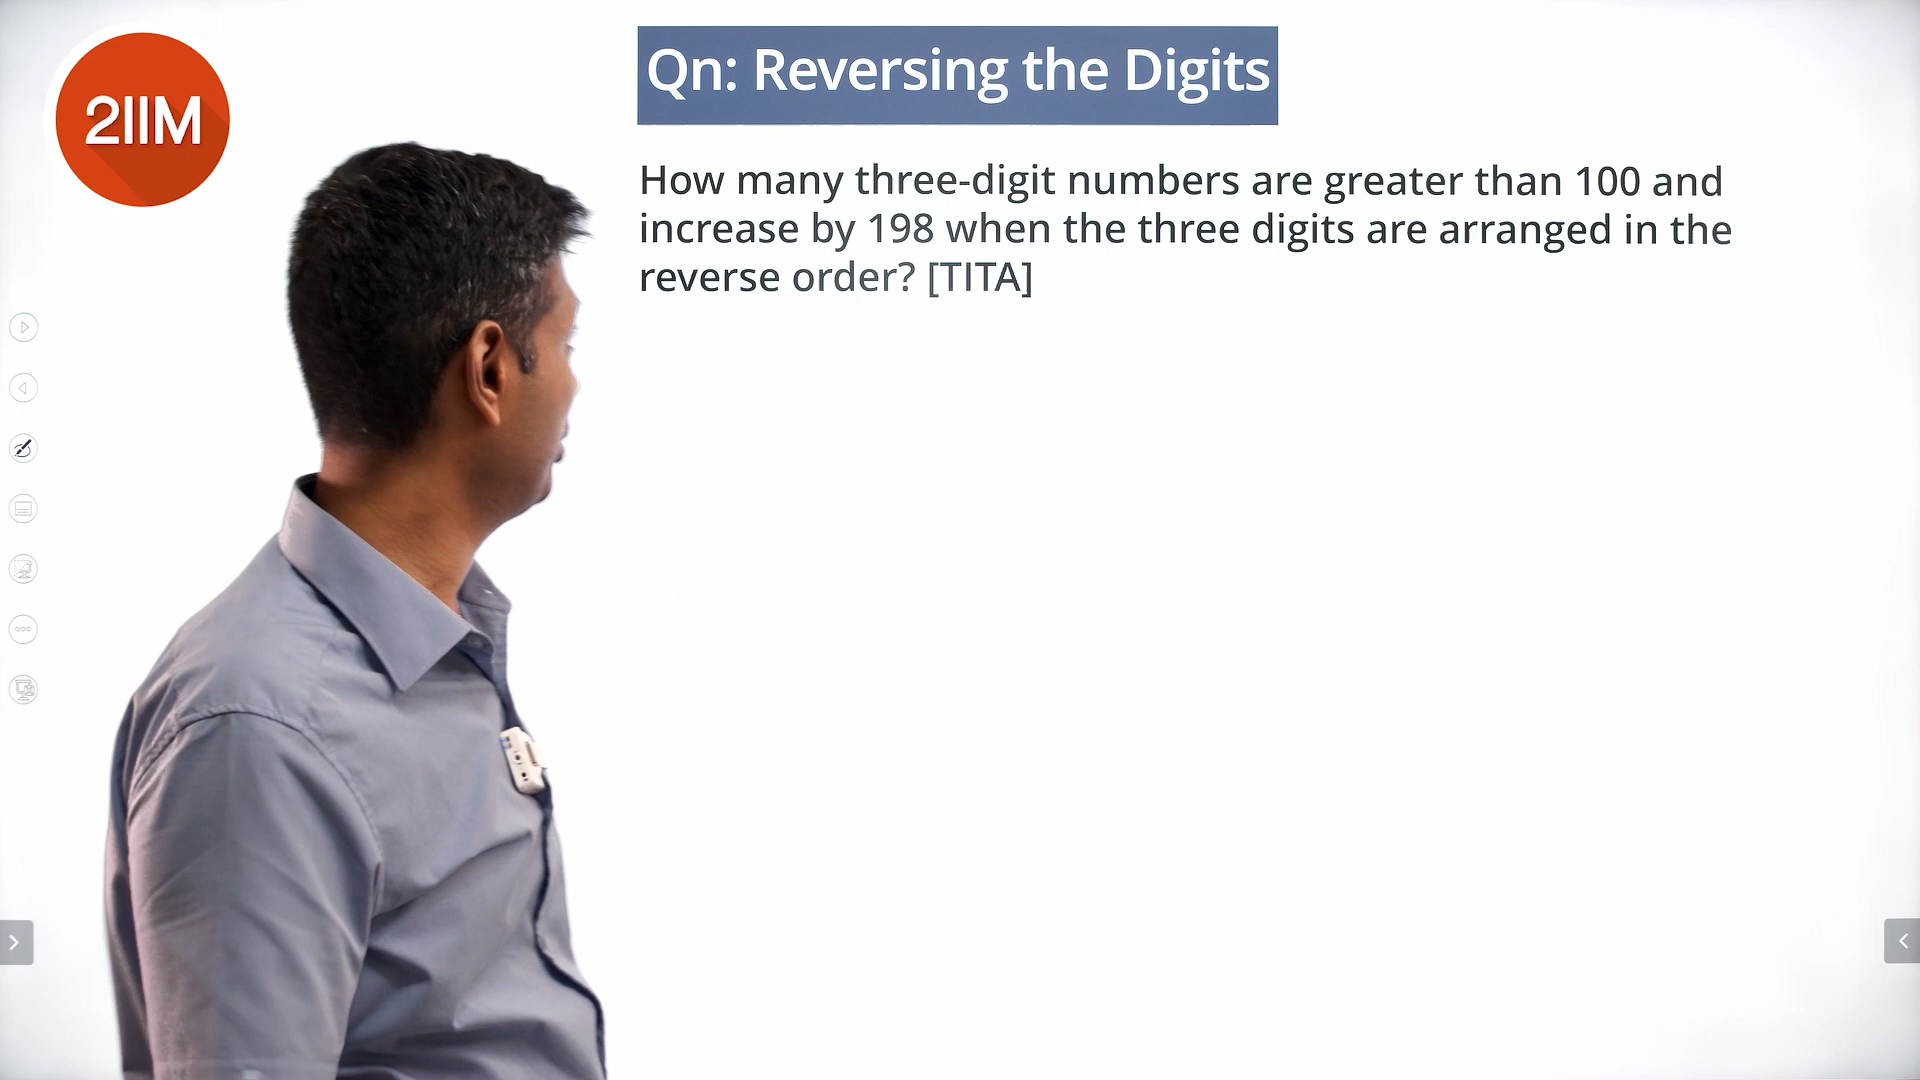 2IIM
Qn: Reversing the Digits
How many three-digit numbers are greater than 100 and
increase by 198 when the three digits are arranged in the
reverse order? [TITA]